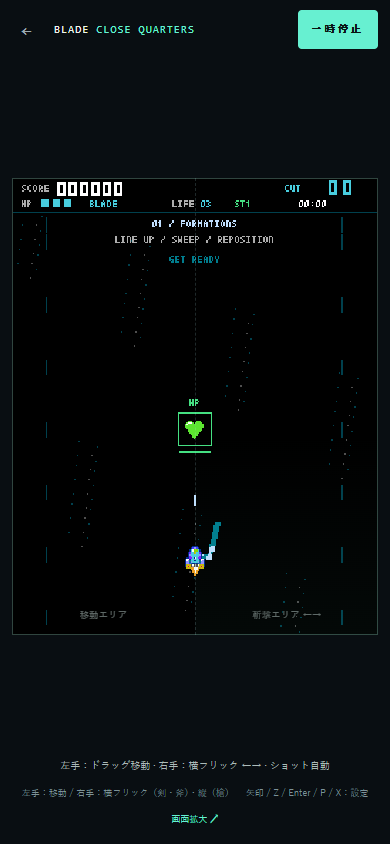 ← BLADE CLOSE QUARTERS 一時停止
SCORE 000000 CUT 00
HP BLADE LIFE 03 ST1 00:00
01 / FORMATIONS
LINE UP / SWEEP / REPOSITION
GET READY
HP
移動エリア 斬撃エリア ←→
左手：ドラッグ移動 · 右手：横フリック ←→ · ショット自動
左手：移動 / 右手：横フリック（剣・斧）・縦（槍） 矢印 / Z / Enter / P / X：設定
画面拡大 ⤢